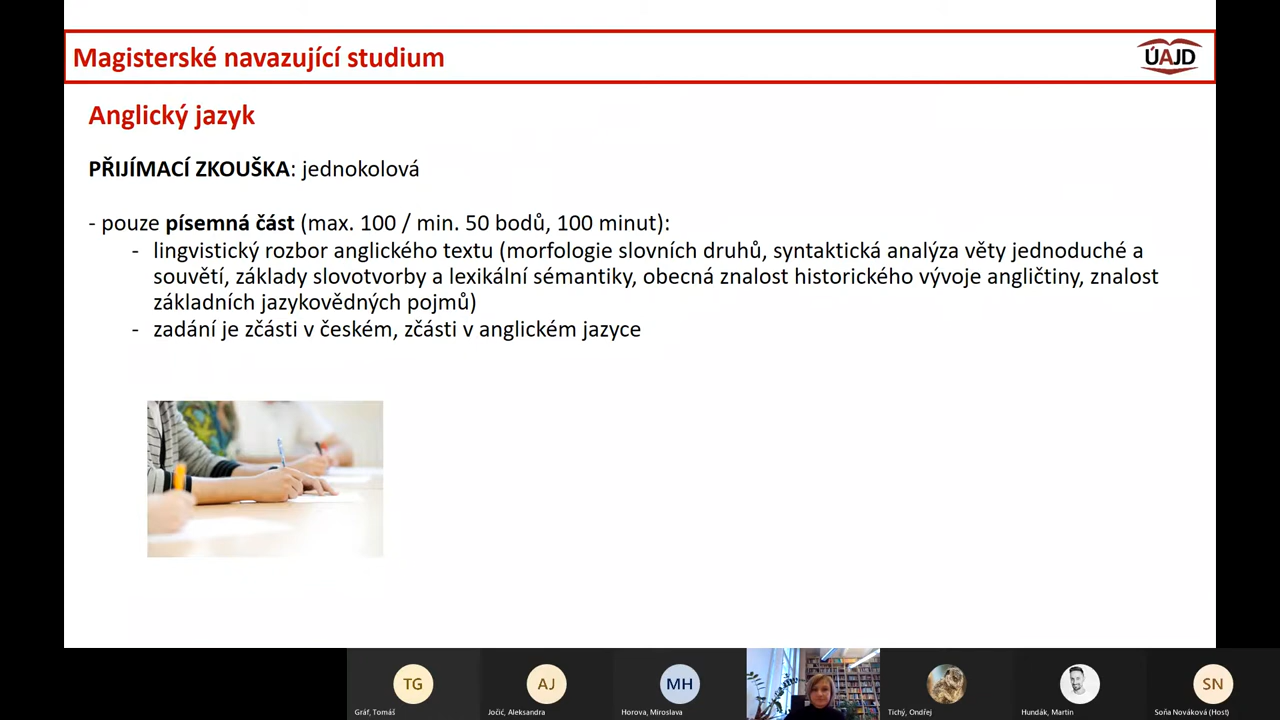 Magisterské navazující studium
ÚAJD
Anglický jazyk
PŘIJÍMACÍ ZKOUŠKA: jednokolová
- pouze písemná část (max. 100 / min. 50 bodů, 100 minut):
- lingvistický rozbor anglického textu (morfologie slovních druhů, syntaktická analýza věty jednoduché a
souvětí, základy slovotvorby a lexikální sémantiky, obecná znalost historického vývoje angličtiny, znalost
základních jazykovědných pojmů)
- zadání je zčásti v českém, zčásti v anglickém jazyce
TG
AJ
MH
SN
Gráf, Tomáš
Jočić, Aleksandra
Horova, Miroslava
Tichý, Ondřej
Hundák, Martin
Soňa Nováková (Host)